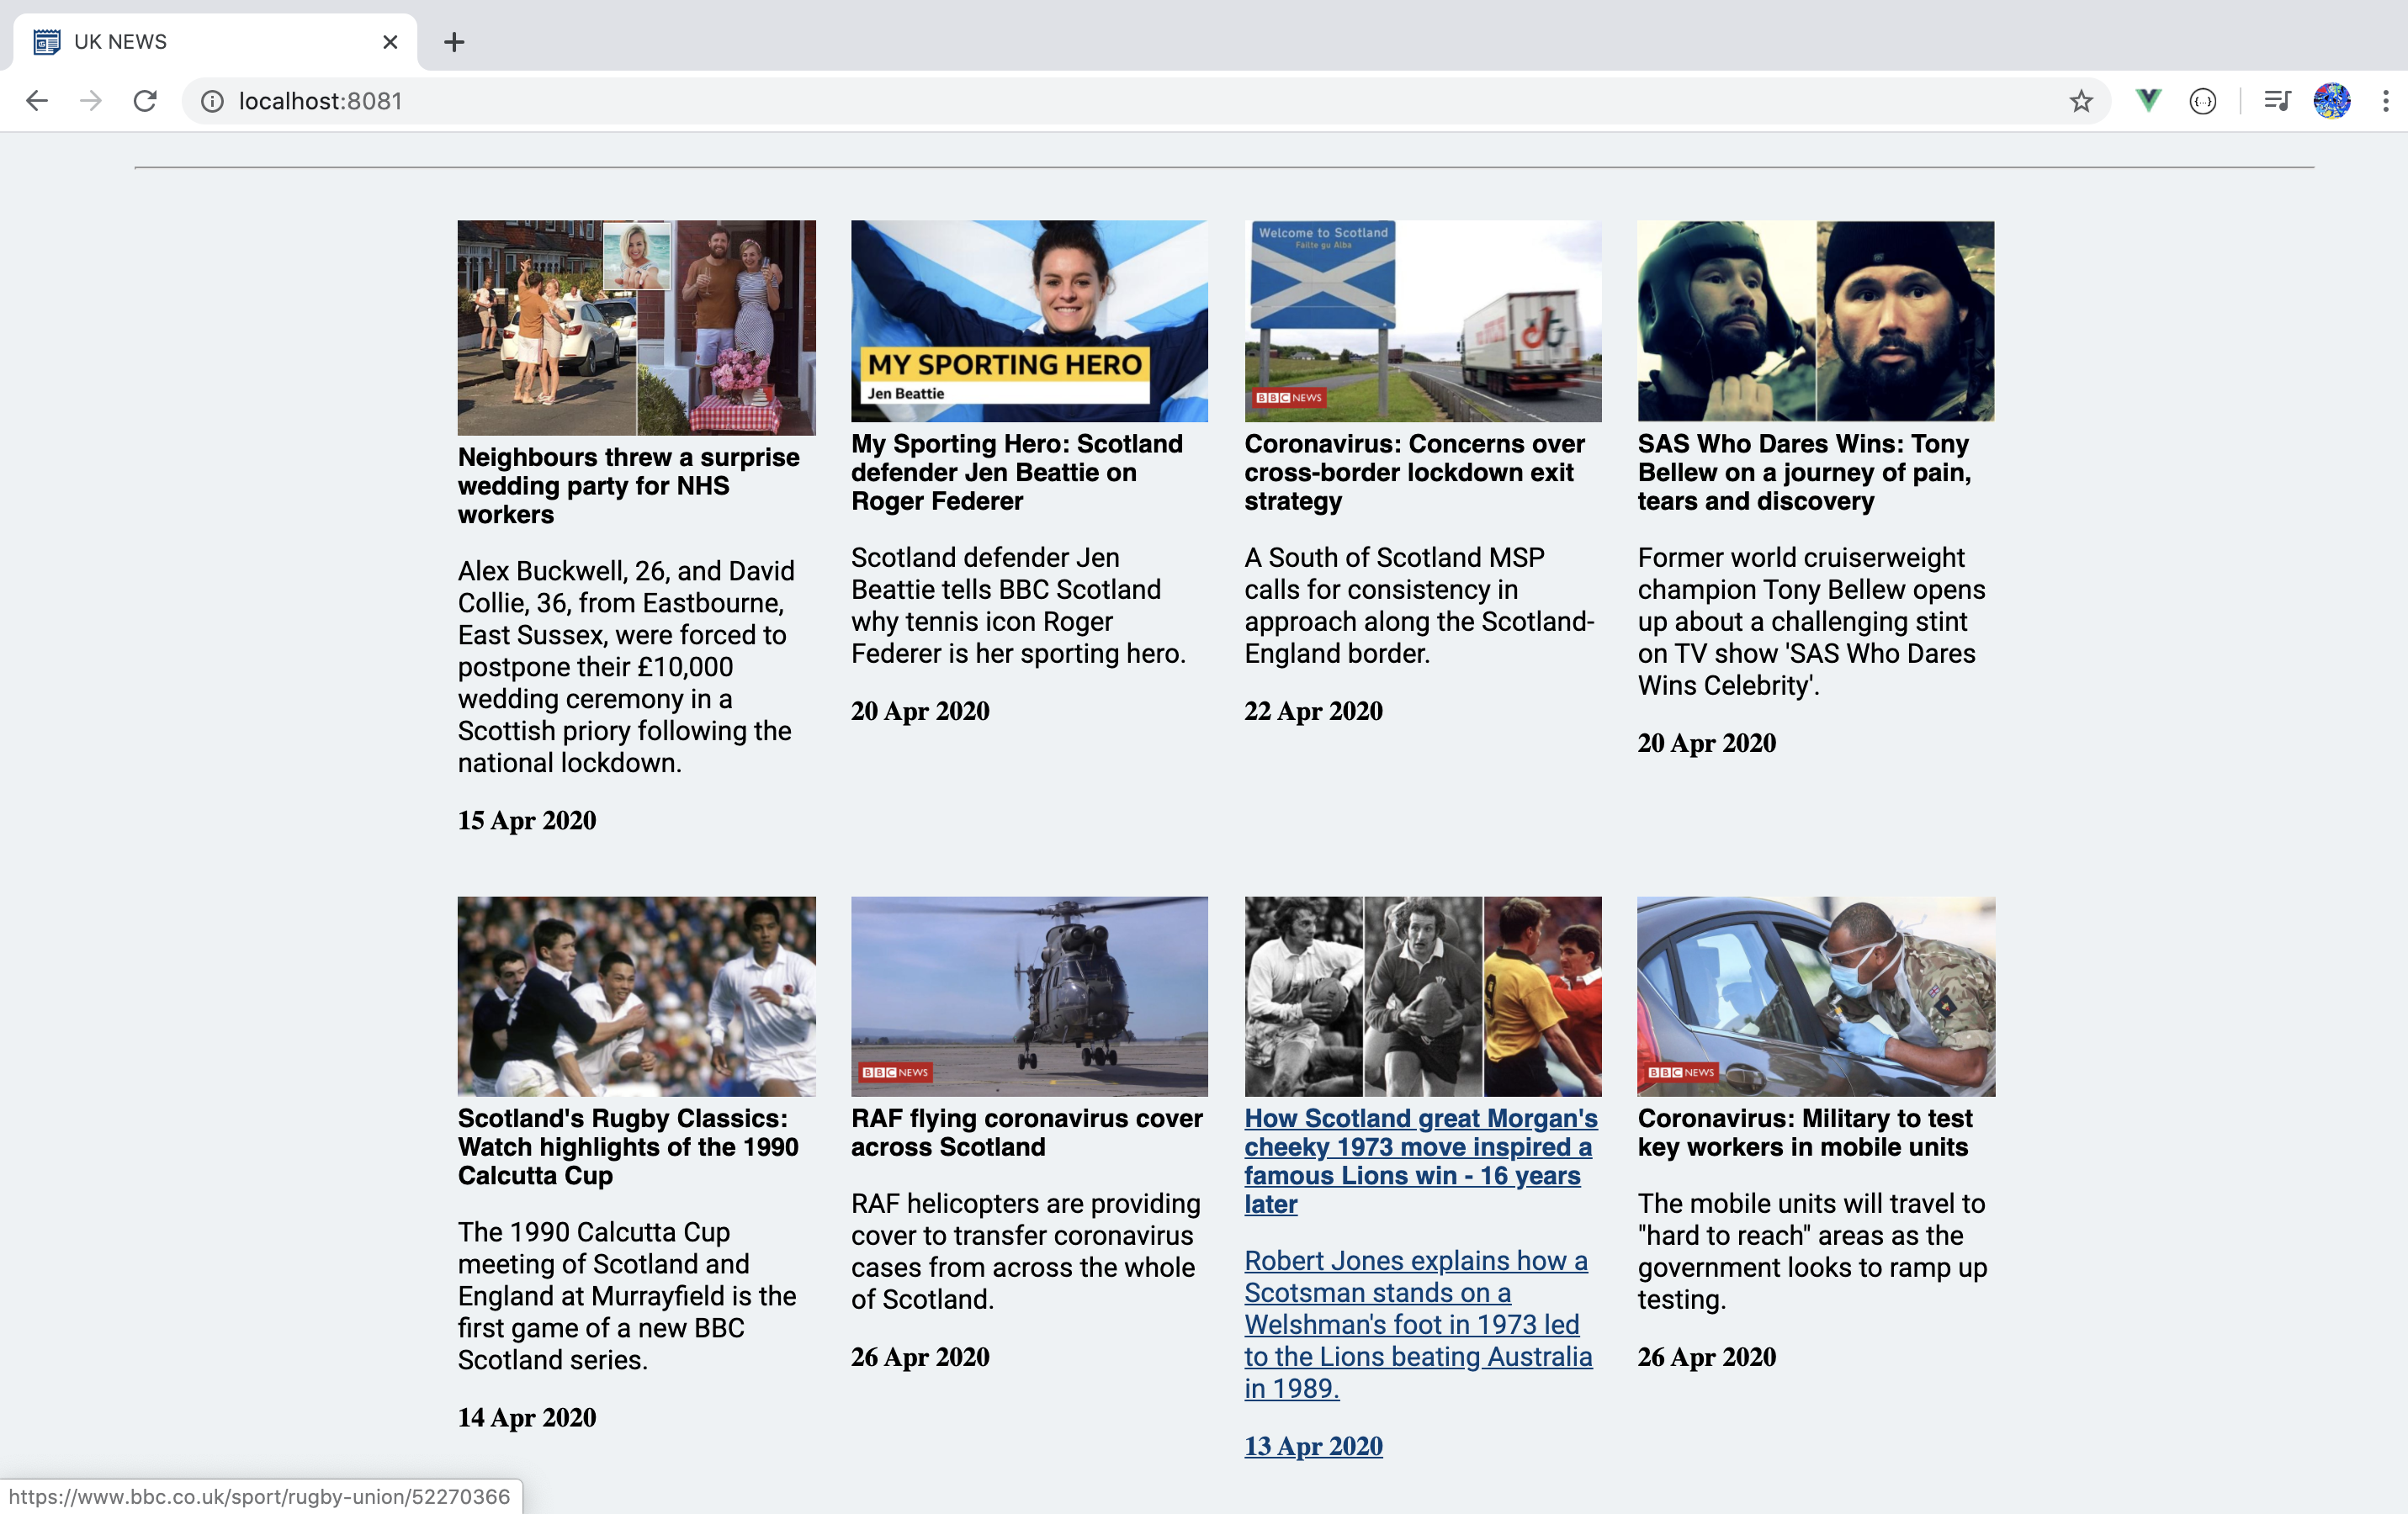 UK NEWS
localhost:8081
Welcome to Scotland
Fàilte gu Alba
MY SPORTING HERO
Jen Beattie
BBC NEWS
Neighbours threw a surprise
wedding party for NHS
workers
Alex Buckwell, 26, and David
Collie, 36, from Eastbourne,
East Sussex, were forced to
postpone their £10,000
wedding ceremony in a
Scottish priory following the
national lockdown.
15 Apr 2020
My Sporting Hero: Scotland
defender Jen Beattie on
Roger Federer
Scotland defender Jen
Beattie tells BBC Scotland
why tennis icon Roger
Federer is her sporting hero.
20 Apr 2020
Coronavirus: Concerns over
cross-border lockdown exit
strategy
A South of Scotland MSP
calls for consistency in
approach along the Scotland-
England border.
22 Apr 2020
SAS Who Dares Wins: Tony
Bellew on a journey of pain,
tears and discovery
Former world cruiserweight
champion Tony Bellew opens
up about a challenging stint
on TV show 'SAS Who Dares
Wins Celebrity'.
20 Apr 2020
Scotland's Rugby Classics:
Watch highlights of the 1990
Calcutta Cup
The 1990 Calcutta Cup
meeting of Scotland and
England at Murrayfield is the
first game of a new BBC
Scotland series.
14 Apr 2020
BBC NEWS
RAF flying coronavirus cover
across Scotland
RAF helicopters are providing
cover to transfer coronavirus
cases from across the whole
of Scotland.
26 Apr 2020
How Scotland great Morgan's
cheeky 1973 move inspired a
famous Lions win - 16 years
later
Robert Jones explains how a
Scotsman stands on a
Welshman's foot in 1973 led
to the Lions beating Australia
in 1989.
13 Apr 2020
BBC NEWS
Coronavirus: Military to test
key workers in mobile units
The mobile units will travel to
"hard to reach" areas as the
government looks to ramp up
testing.
26 Apr 2020
https://www.bbc.co.uk/sport/rugby-union/52270366